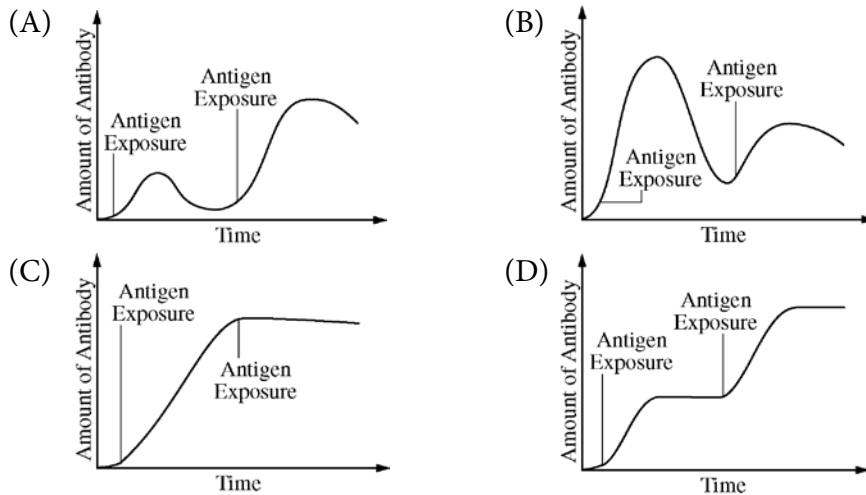 (A)
Amount of Antibody
Antigen
Exposure
Antigen
Exposure
Time
(B)
Amount of Antibody
Antigen
Exposure
Antigen
Exposure
Time
(C)
Amount of Antibody
Antigen
Exposure
Antigen
Exposure
Time
(D)
Amount of Antibody
Antigen
Exposure
Antigen
Exposure
Time